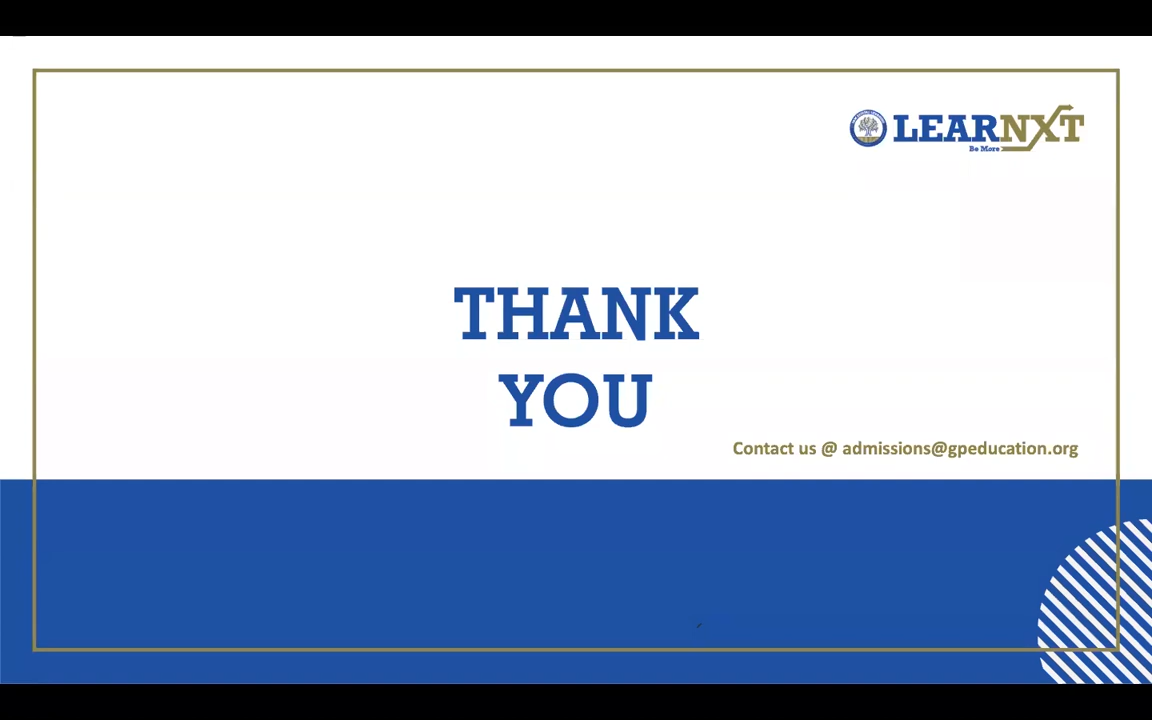 LEARNXT
Be More
THANK
YOU
Contact us @ admissions@gpeducation.org